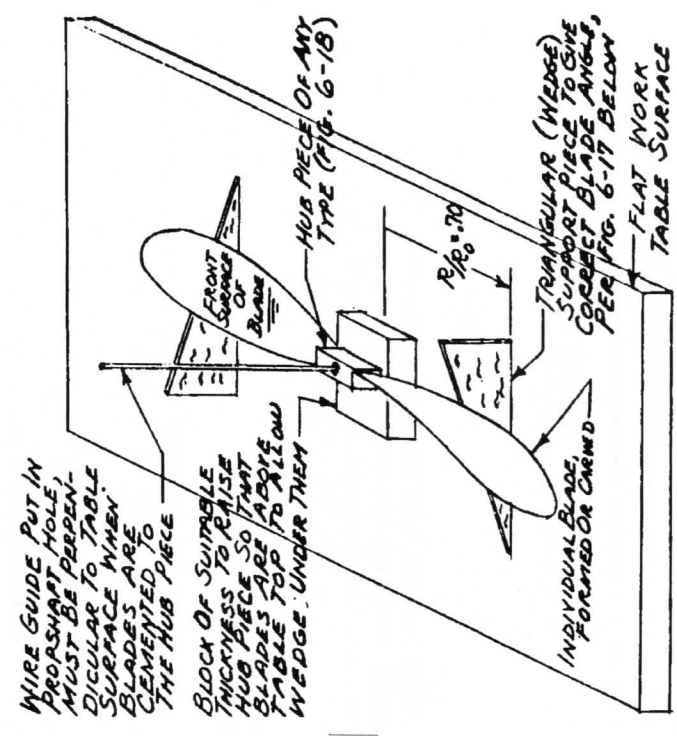 WIRE GUIDE PUT IN
PROPSHAFT HOLE,
MUST BE PERPEN-
DICULAR TO TABLE
SURFACE WHEN
BLADES ARE
CEMENTED TO
THE HUB PIECE
BLOCK OF SUITABLE
THICKNESS TO RAISE
HUB PIECE SO THAT
BLADES ARE ABOVE
TABLE TOP TO ALLOW
WEDGE UNDER THEM
FRONT
SURFACE
OF
BLADE
HUB PIECE OF ANY
TYPE (FIG. 6-18)
R/R₀=.70
INDIVIDUAL BLADE,
FORMED OR CARVED
TRIANGULAR (WEDGE)
SUPPORT PIECE TO GIVE
CORRECT BLADE ANGLE,
PER FIG. 6-17 BELOW
FLAT WORK
TABLE SURFACE